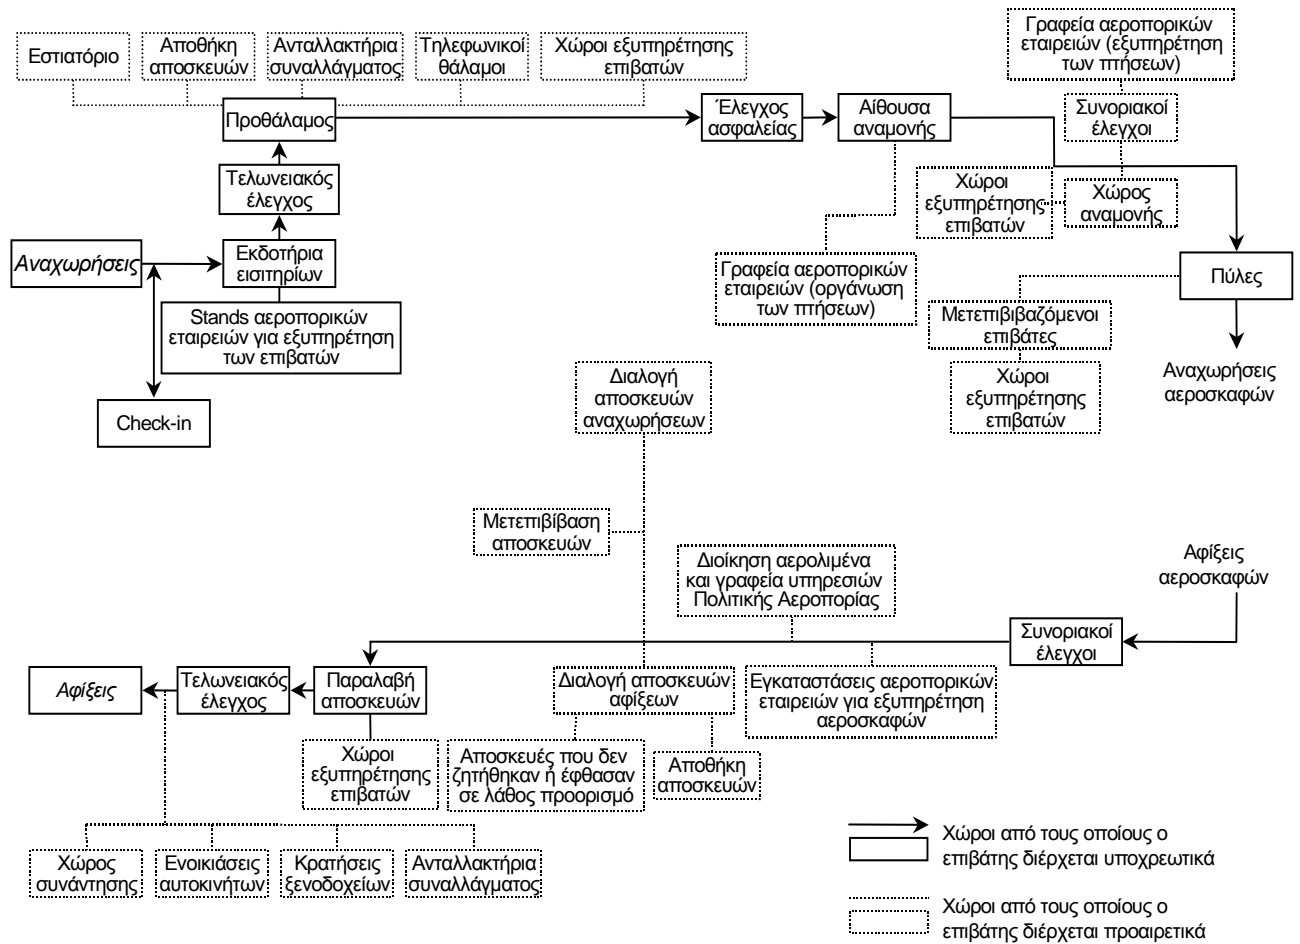 Εστιατόριο
Αποθήκη
αποσκευών
Ανταλλακτήρια
συναλλάγματος
Τηλεφωνικοί
θάλαμοι
Χώροι εξυπηρέτησης
επιβατών
Γραφεία αεροπορικών
εταιρειών (εξυπηρέτηση
των πτήσεων)
Προθάλαμος
Έλεγχος
ασφαλείας
Αίθουσα
αναμονής
Συνοριακοί
έλεγχοι
Τελωνειακός
έλεγχος
Χώροι
εξυπηρέτησης
επιβατών
Χώρος
αναμονής
Αναχωρήσεις
Εκδοτήρια
εισιτηρίων
Γραφεία αεροπορικών
εταιρειών (οργάνωση
των πτήσεων)
Πύλες
Stands αεροπορικών
εταιρειών για εξυπηρέτηση
των επιβατών
Μετεπιβιβαζόμενοι
επιβάτες
Χώροι
εξυπηρέτησης
επιβατών
Αναχωρήσεις
αεροσκαφών
Check-in
Διαλογή
αποσκευών
αναχωρήσεων
Μετεπιβίβαση
αποσκευών
Διοίκηση αερολιμένα
και γραφεία υπηρεσιών
Πολιτικής Αεροπορίας
Αφίξεις
αεροσκαφών
Συνοριακοί
έλεγχοι
Αφίξεις
Τελωνειακός
έλεγχος
Παραλαβή
αποσκευών
Διαλογή αποσκευών
αφίξεων
Εγκαταστάσεις αεροπορικών
εταιρειών για εξυπηρέτηση
αεροσκαφών
Χώροι
εξυπηρέτησης
επιβατών
Αποσκευές που δεν
ζητήθηκαν ή έφθασαν
σε λάθος προορισμό
Αποθήκη
αποσκευών
Χώρος
συνάντησης
Ενοικιάσεις
αυτοκινήτων
Κρατήσεις
ξενοδοχείων
Ανταλλακτήρια
συναλλάγματος
Χώροι από τους οποίους ο
επιβάτης διέρχεται υποχρεωτικά
Χώροι από τους οποίους ο
επιβάτης διέρχεται προαιρετικά